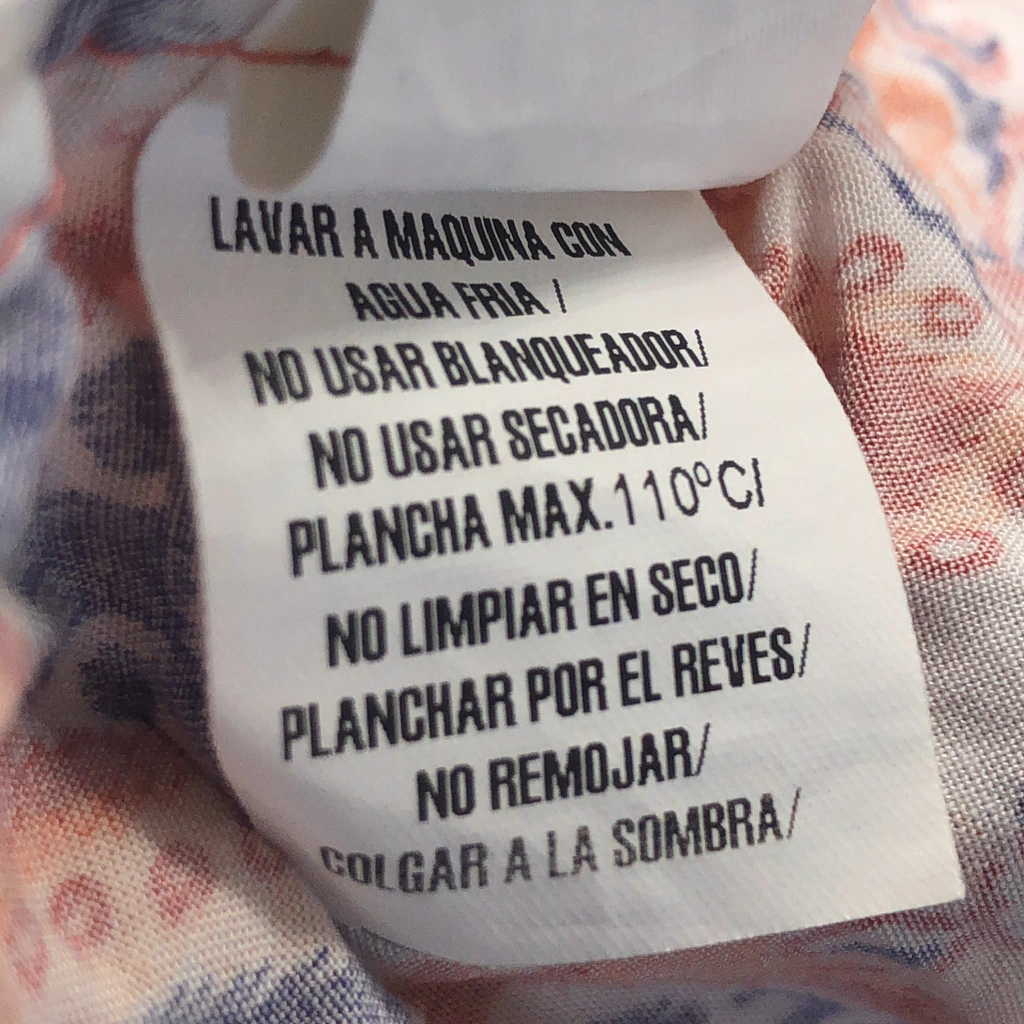 LAVAR A MAQUINA CON
AGUA FRIA /
NO USAR BLANQUEADOR/
NO USAR SECADORA/
PLANCHA MAX.110ºC/
NO LIMPIAR EN SECO/
PLANCHAR POR EL REVES/
NO REMOJAR/
COLGAR A LA SOMBRA/